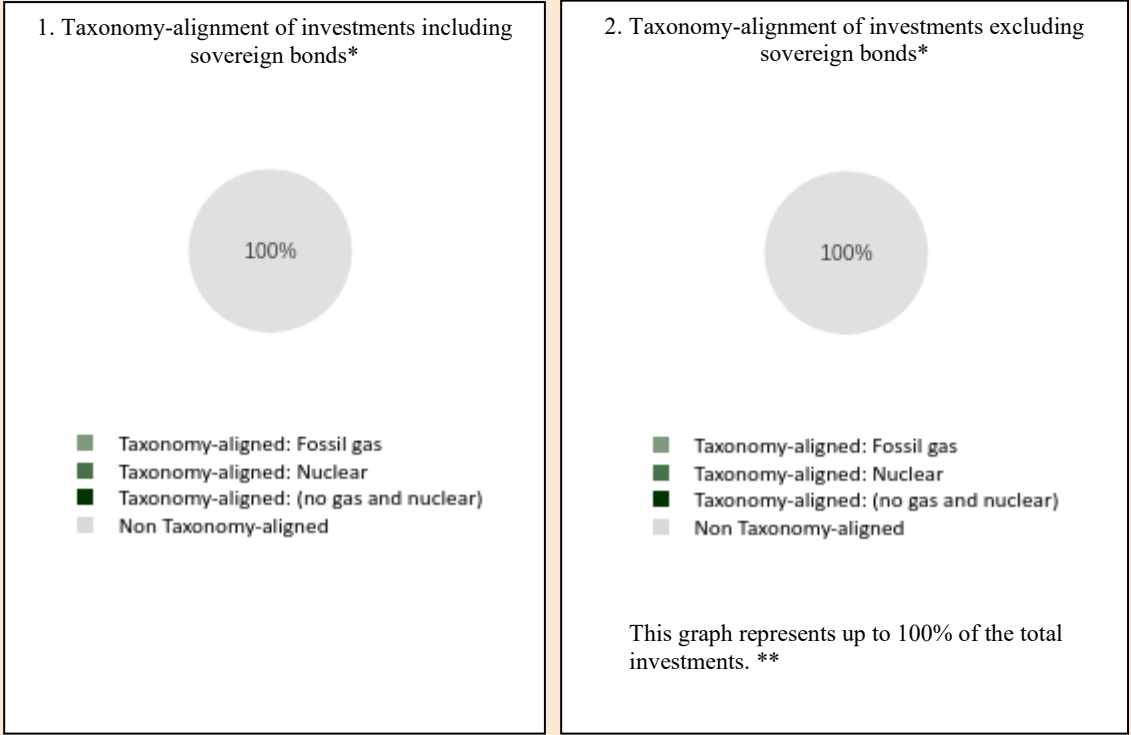 1. Taxonomy-alignment of investments including
sovereign bonds*
100%
Taxonomy-aligned: Fossil gas
Taxonomy-aligned: Nuclear
Taxonomy-aligned: (no gas and nuclear)
Non Taxonomy-aligned
2. Taxonomy-alignment of investments excluding
sovereign bonds*
100%
Taxonomy-aligned: Fossil gas
Taxonomy-aligned: Nuclear
Taxonomy-aligned: (no gas and nuclear)
Non Taxonomy-aligned
This graph represents up to 100% of the total
investments. **